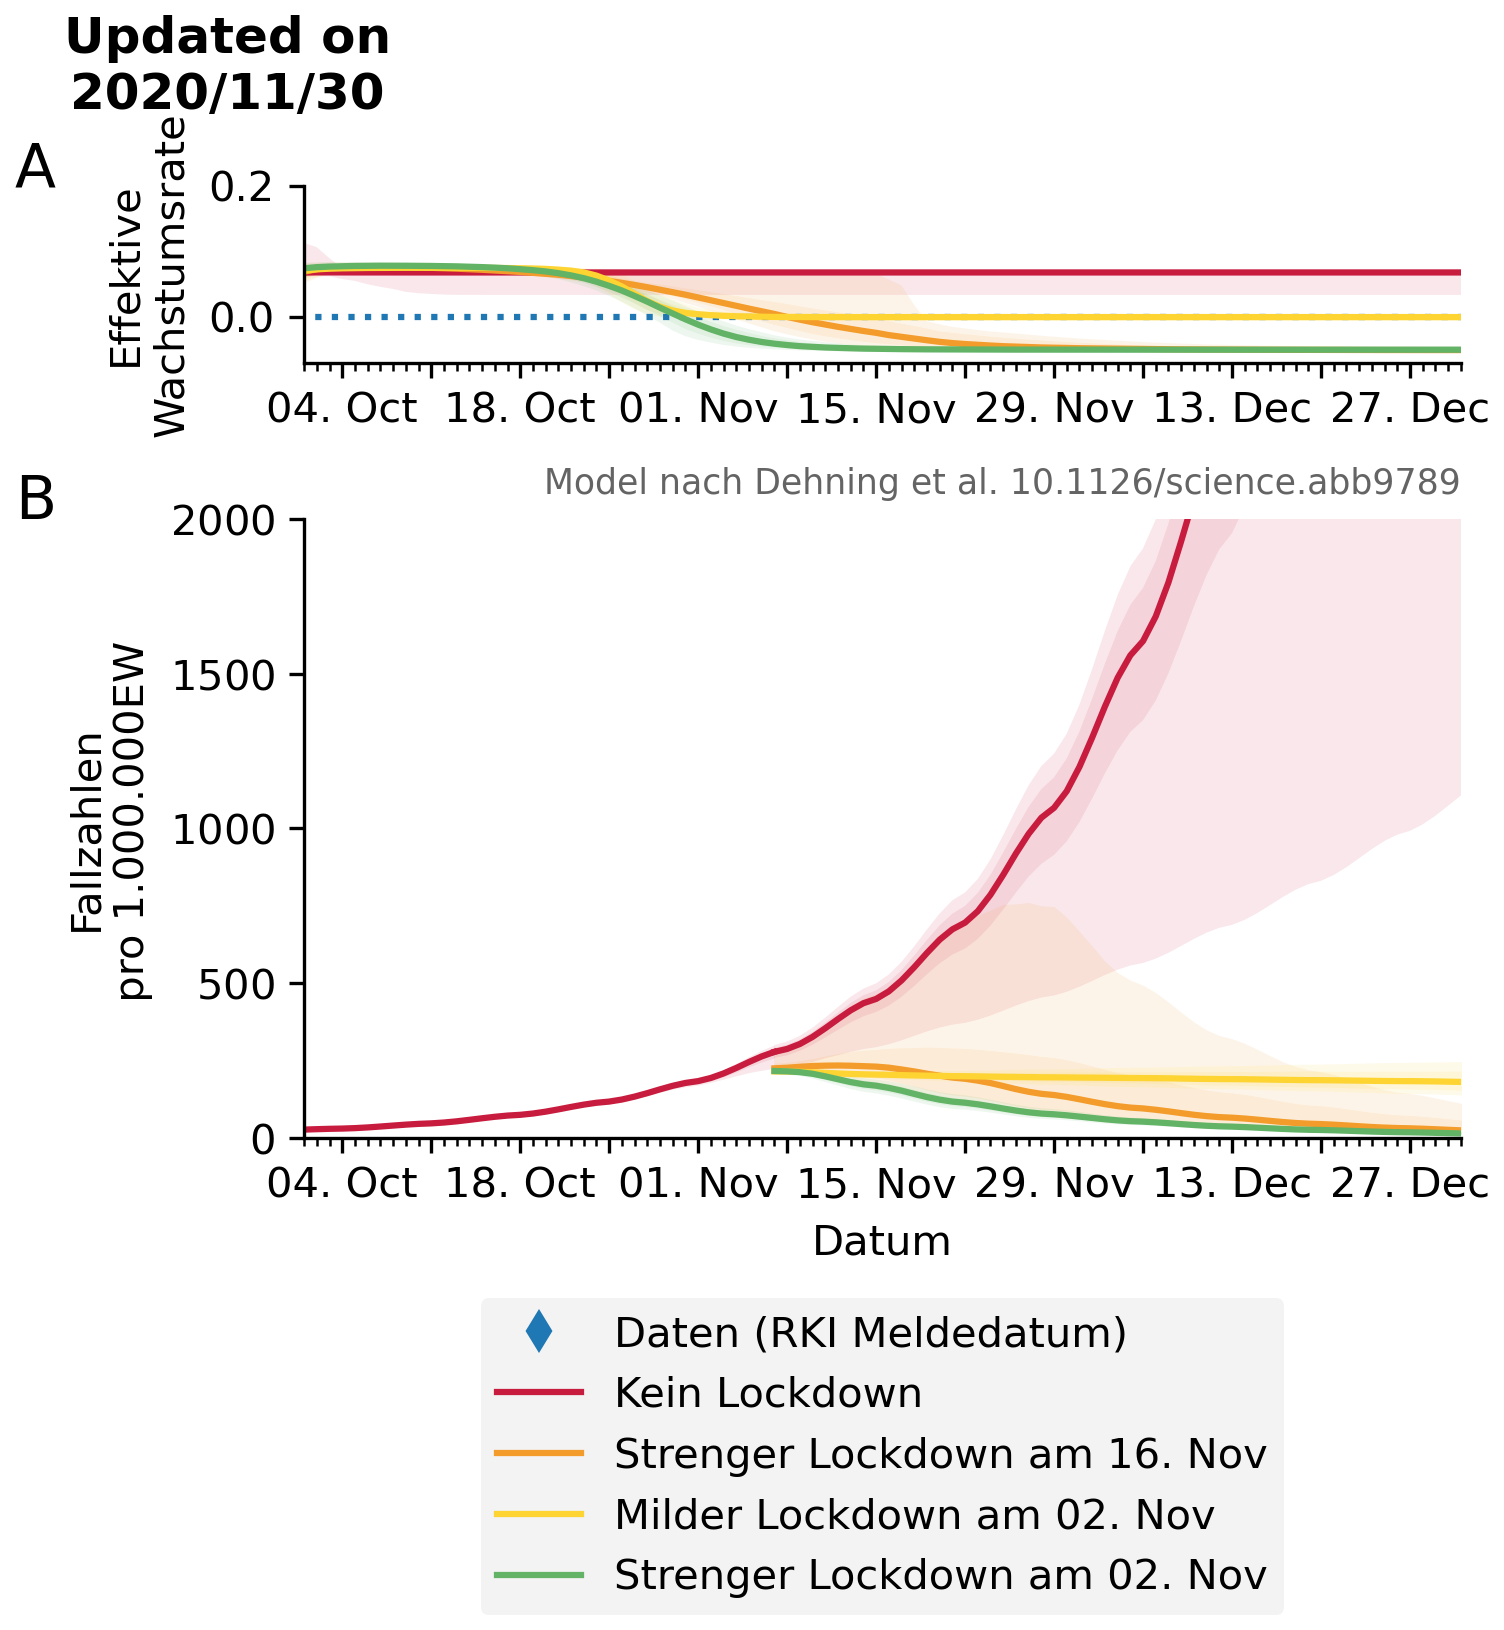 Updated on
2020/11/30
A
Effektive
Wachstumsrate
0.2
0.0
04. Oct 18. Oct 01. Nov 15. Nov 29. Nov 13. Dec 27. Dec
B
Model nach Dehning et al. 10.1126/science.abb9789
Fallzahlen
pro 1.000.000EW
2000
1500
1000
500
0
04. Oct 18. Oct 01. Nov 15. Nov 29. Nov 13. Dec 27. Dec
Datum
Daten (RKI Meldedatum)
Kein Lockdown
Strenger Lockdown am 16. Nov
Milder Lockdown am 02. Nov
Strenger Lockdown am 02. Nov